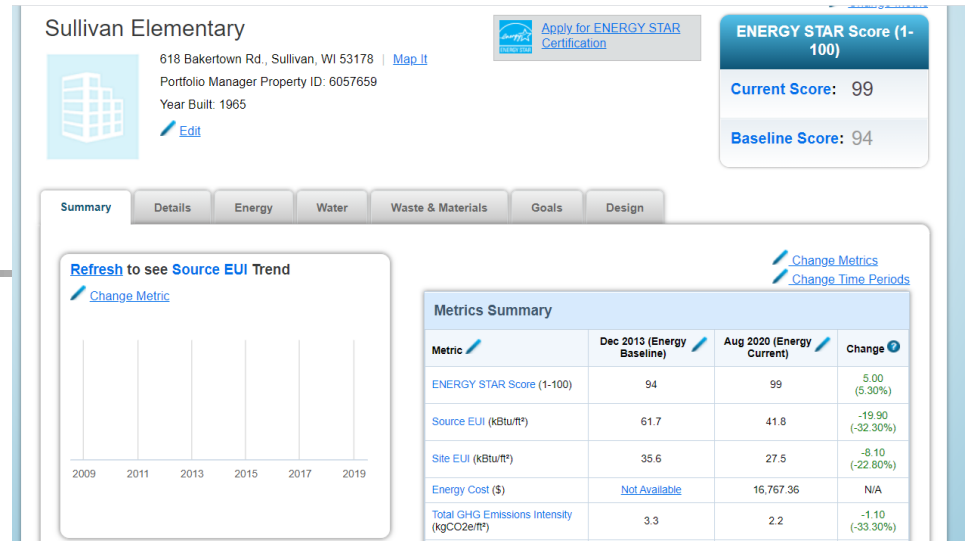 Sullivan Elementary
618 Bakertown Rd., Sullivan, WI 53178 | Map It
Portfolio Manager Property ID: 6057659
Year Built: 1965
Edit
Apply for ENERGY STAR
Certification
ENERGY STAR
ENERGY STAR Score (1-
100)
Current Score: 99
Baseline Score: 94
Summary
Details
Energy
Water
Waste & Materials
Goals
Design
Refresh to see Source EUI Trend
Change Metric
2009 2011 2013 2015 2017 2019
Change Metrics
Change Time Periods
Metrics Summary
Metric
Dec 2013 (Energy
Baseline)
Aug 2020 (Energy
Current)
Change
ENERGY STAR Score (1-100) 94 99 5.00
(5.30%)
Source EUI (kBtu/ft²) 61.7 41.8 -19.90
(-32.30%)
Site EUI (kBtu/ft²) 35.6 27.5 -8.10
(-22.80%)
Energy Cost ($) Not Available 16,767.36 N/A
Total GHG Emissions Intensity
(kgCO2e/ft²) 3.3 2.2 -1.10
(-33.30%)